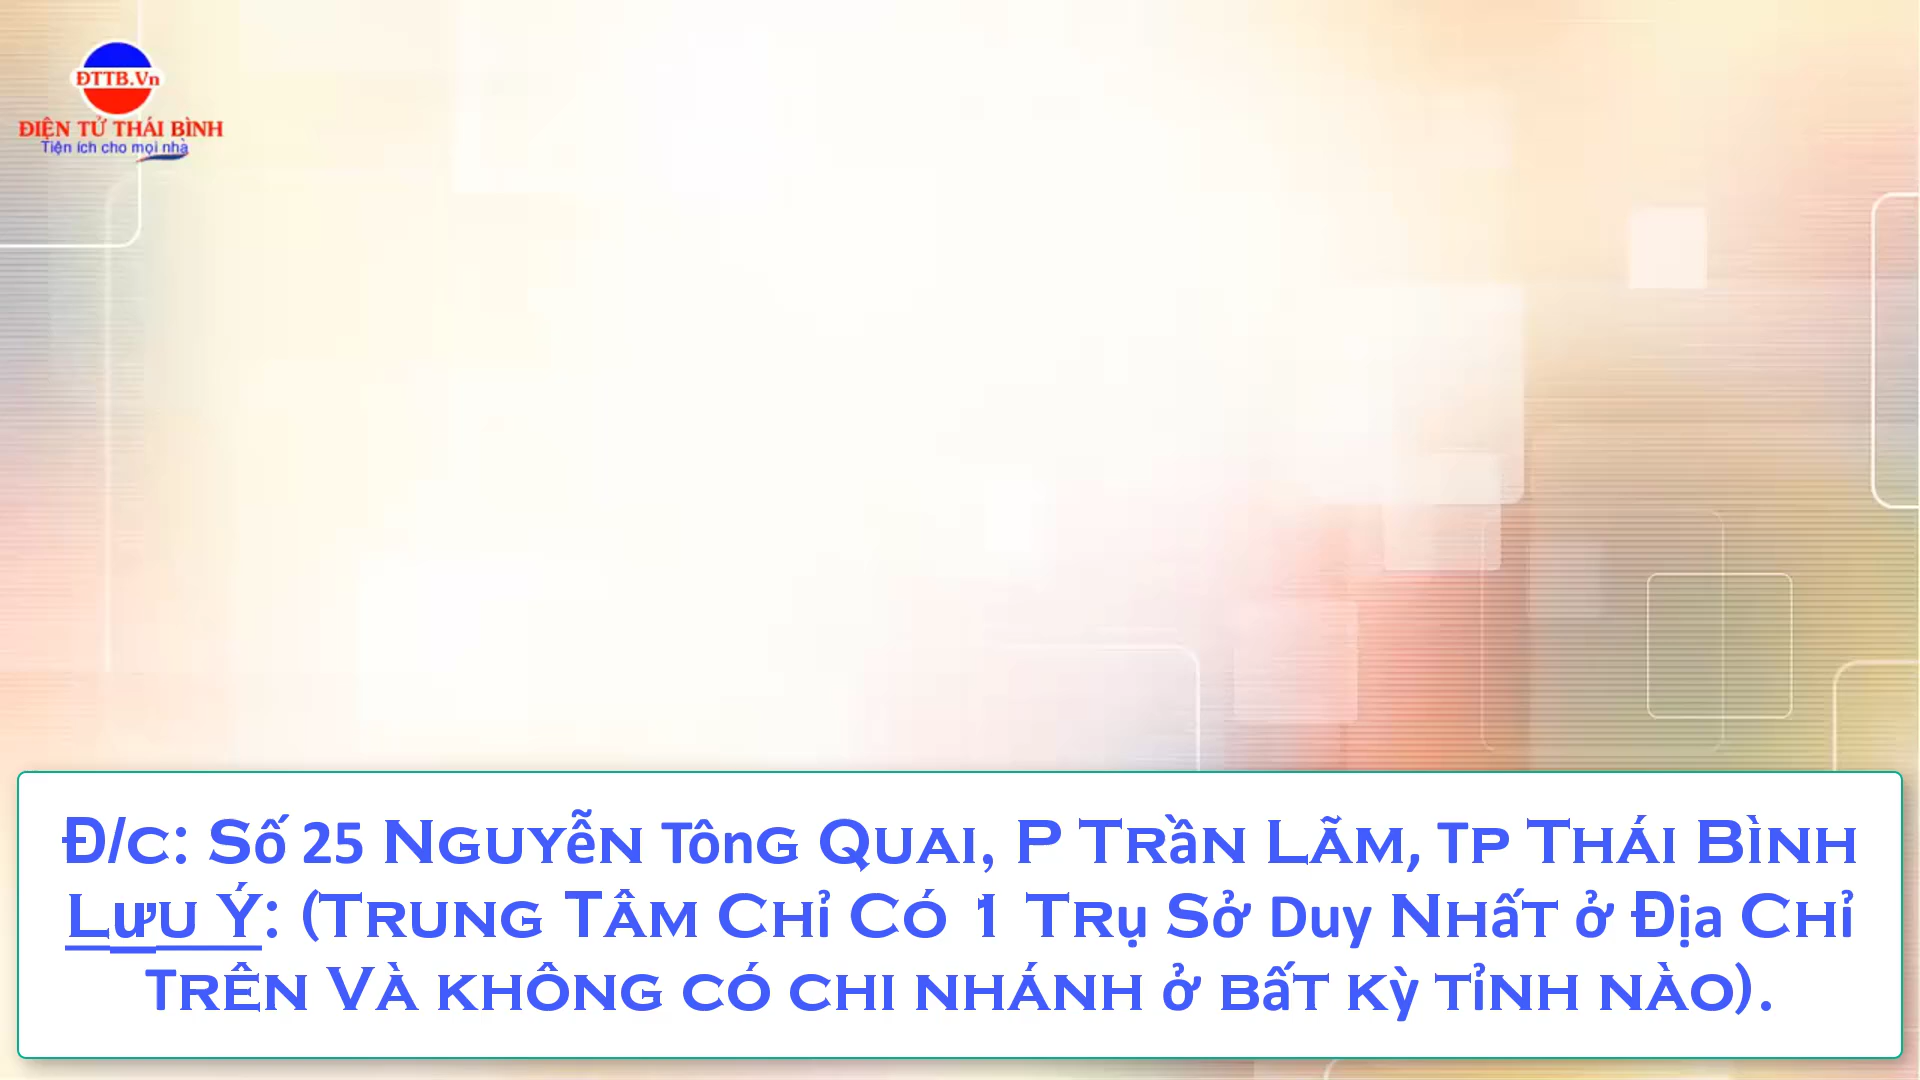 ĐTTB.Vn
ĐIỆN TỬ THÁI BÌNH
Tiện ích cho mọi nhà
Đ/c: Số 25 Nguyễn Tông Quai, P Trần Lãm, Tp Thái Bình
Lưu Ý: (Trung Tâm Chỉ Có 1 Trụ Sở Duy Nhất ở Địa Chỉ
Trên Và không có chi nhánh ở bất kỳ tỉnh nào).